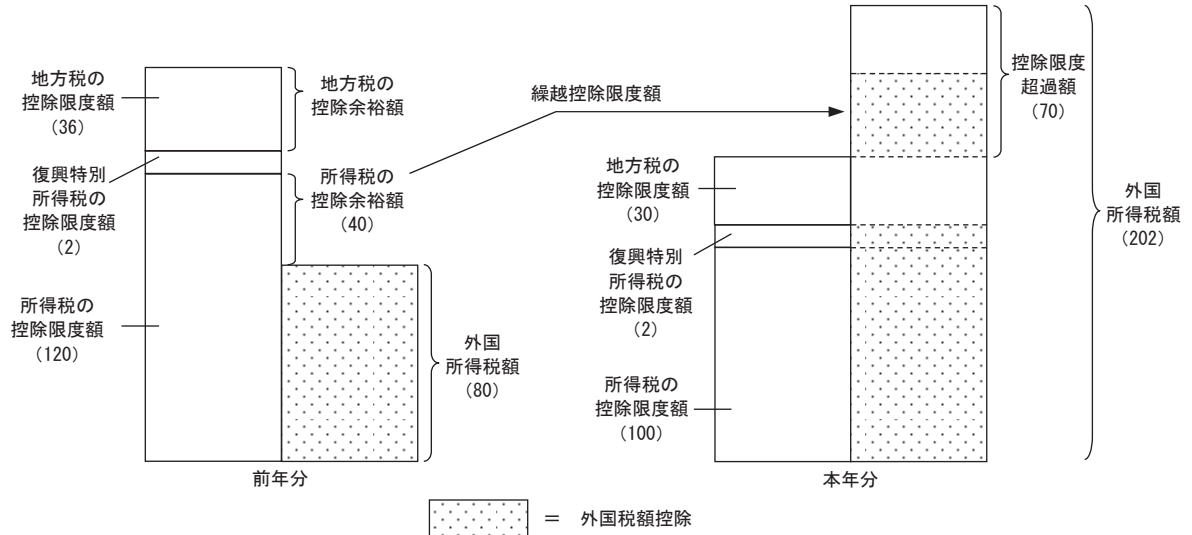 地方税の
控除限度額
（36）
復興特別
所得税の
控除限度額
（2）
所得税の
控除限度額
（120）
地方税の
控除余裕額
所得税の
控除余裕額
（40）
外国
所得税額
（80）
前年分
繰越控除限度額
地方税の
控除限度額
（30）
復興特別
所得税の
控除限度額
（2）
所得税の
控除限度額
（100）
控除限度
超過額
（70）
外国
所得税額
（202）
本年分
＝ 外国税額控除